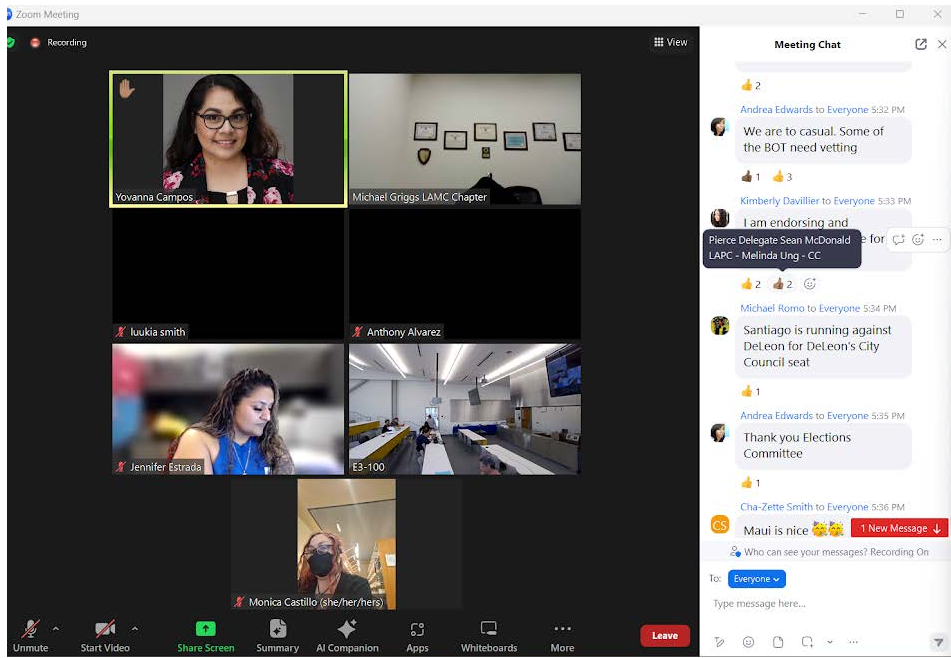 Zoom Meeting
Recording
View
Yovanna Campos
Michael Griggs LAMC Chapter
luukia smith
Anthony Alvarez
Jennifer Estrada
E3-100
Monica Castillo (she/her/hers)
Unmute
Start Video
Share Screen
Summary
AI Companion
Apps
Whiteboards
More
Leave
Meeting Chat
2
Andrea Edwards to Everyone 5:32 PM
We are to casual. Some of
the BOT need vetting
1 3
Kimberly Davillier to Everyone 5:33 PM
I am endorsing and
for
Pierce Delegate Sean McDonald
LAPC - Melinda Ung - CC
2 2
Michael Romo to Everyone 5:34 PM
Santiago is running against
DeLeon for DeLeon's City
Council seat
1
Andrea Edwards to Everyone 5:35 PM
Thank you Elections
Committee
1
Cha-Zette Smith to Everyone 5:36 PM
CS
Maui is nice 🥳🥳
1 New Message
Who can see your messages? Recording On
To: Everyone
Type message here...